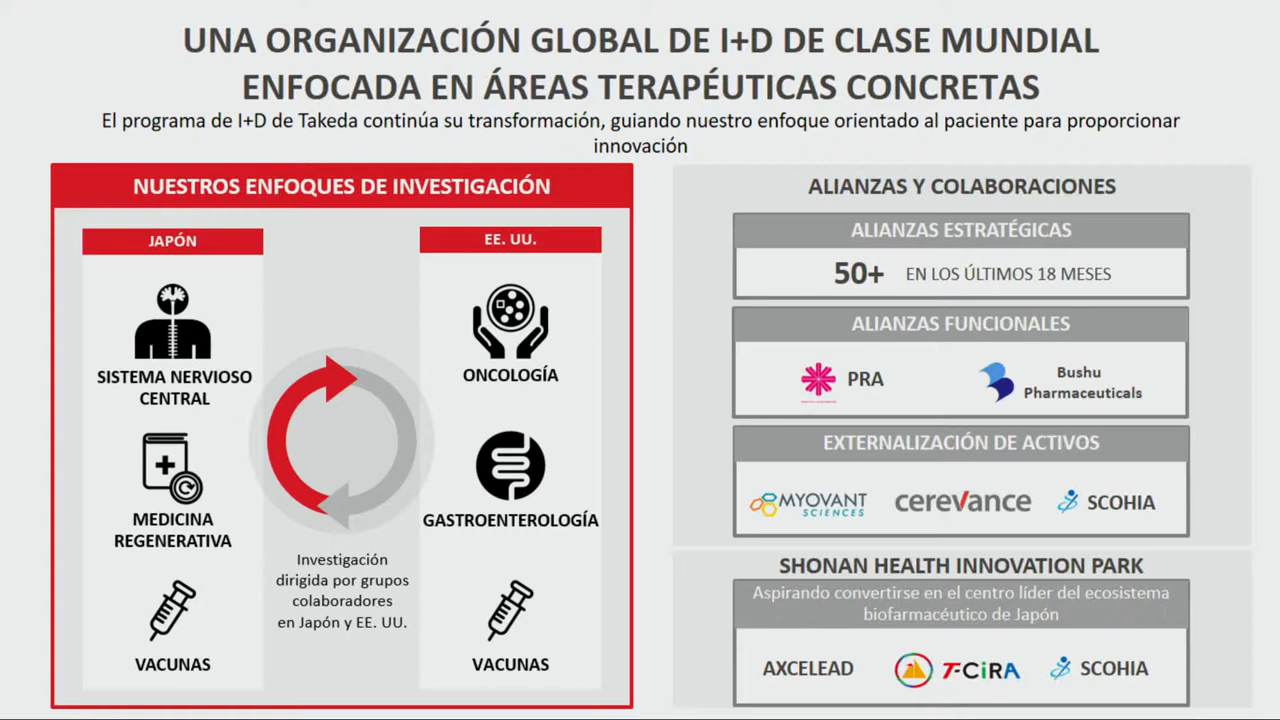 UNA ORGANIZACIÓN GLOBAL DE I+D DE CLASE MUNDIAL
ENFOCADA EN ÁREAS TERAPÉUTICAS CONCRETAS
El programa de I+D de Takeda continúa su transformación, guiando nuestro enfoque orientado al paciente para proporcionar
innovación
NUESTROS ENFOQUES DE INVESTIGACIÓN
JAPÓN
SISTEMA NERVIOSO
CENTRAL
MEDICINA
REGENERATIVA
VACUNAS
Investigación
dirigida por grupos
colaboradores
en Japón y EE. UU.
EE. UU.
ONCOLOGÍA
GASTROENTEROLOGÍA
VACUNAS
ALIANZAS Y COLABORACIONES
ALIANZAS ESTRATÉGICAS
50+ EN LOS ÚLTIMOS 18 MESES
ALIANZAS FUNCIONALES
PRA
Bushu
Pharmaceuticals
EXTERNALIZACIÓN DE ACTIVOS
MYOVANT
SCIENCES
cerevance
SCOHIA
SHONAN HEALTH INNOVATION PARK
Aspirando convertirse en el centro líder del ecosistema
biofarmacéutico de Japón
AXCELEAD
T-CiRA
SCOHIA